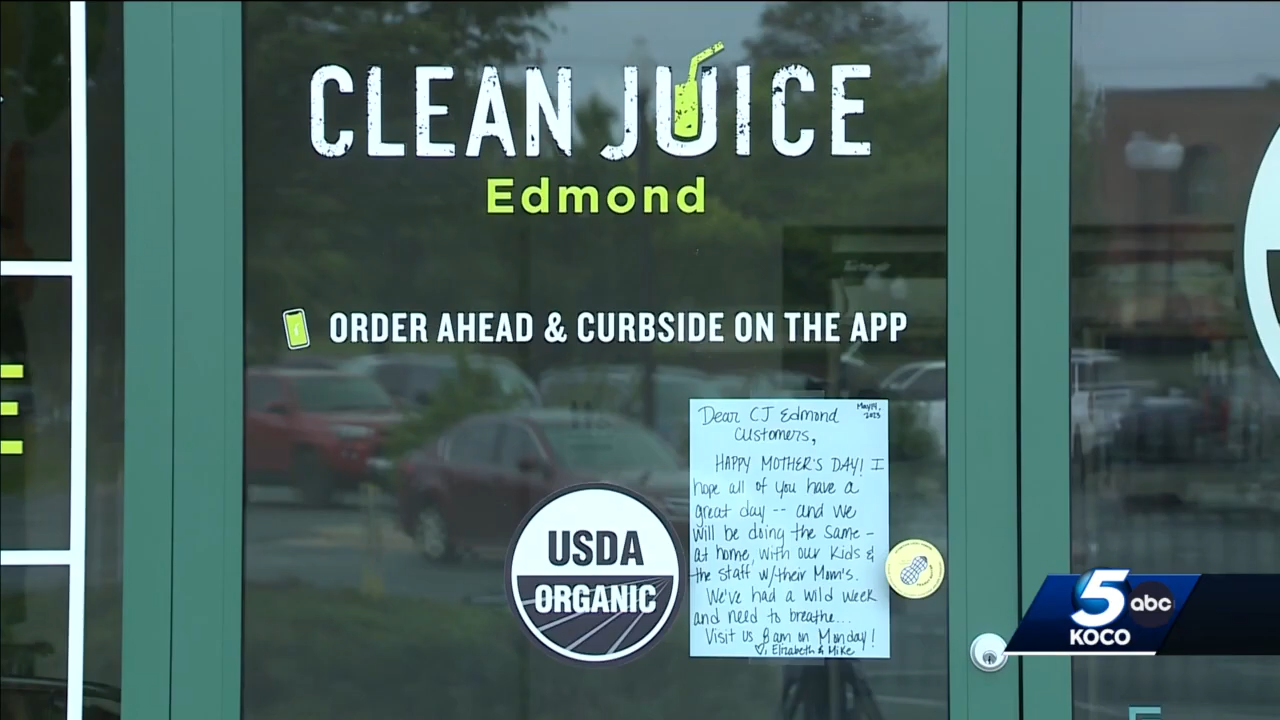 CLEAN JUICE
Edmond
ORDER AHEAD & CURBSIDE ON THE APP
May 14,
2023
Dear CJ Edmond
Customers,
HAPPY MOTHER'S DAY! I
hope all of you have a
great day -- and we
will be doing the same -
at home, with our kids &
the staff w/their Mom's.
We've had a wild week
and need to breathe...
Visit us 8am on Monday!
♡, Elizabeth & Mike
USDA
ORGANIC
5 abc
KOCO